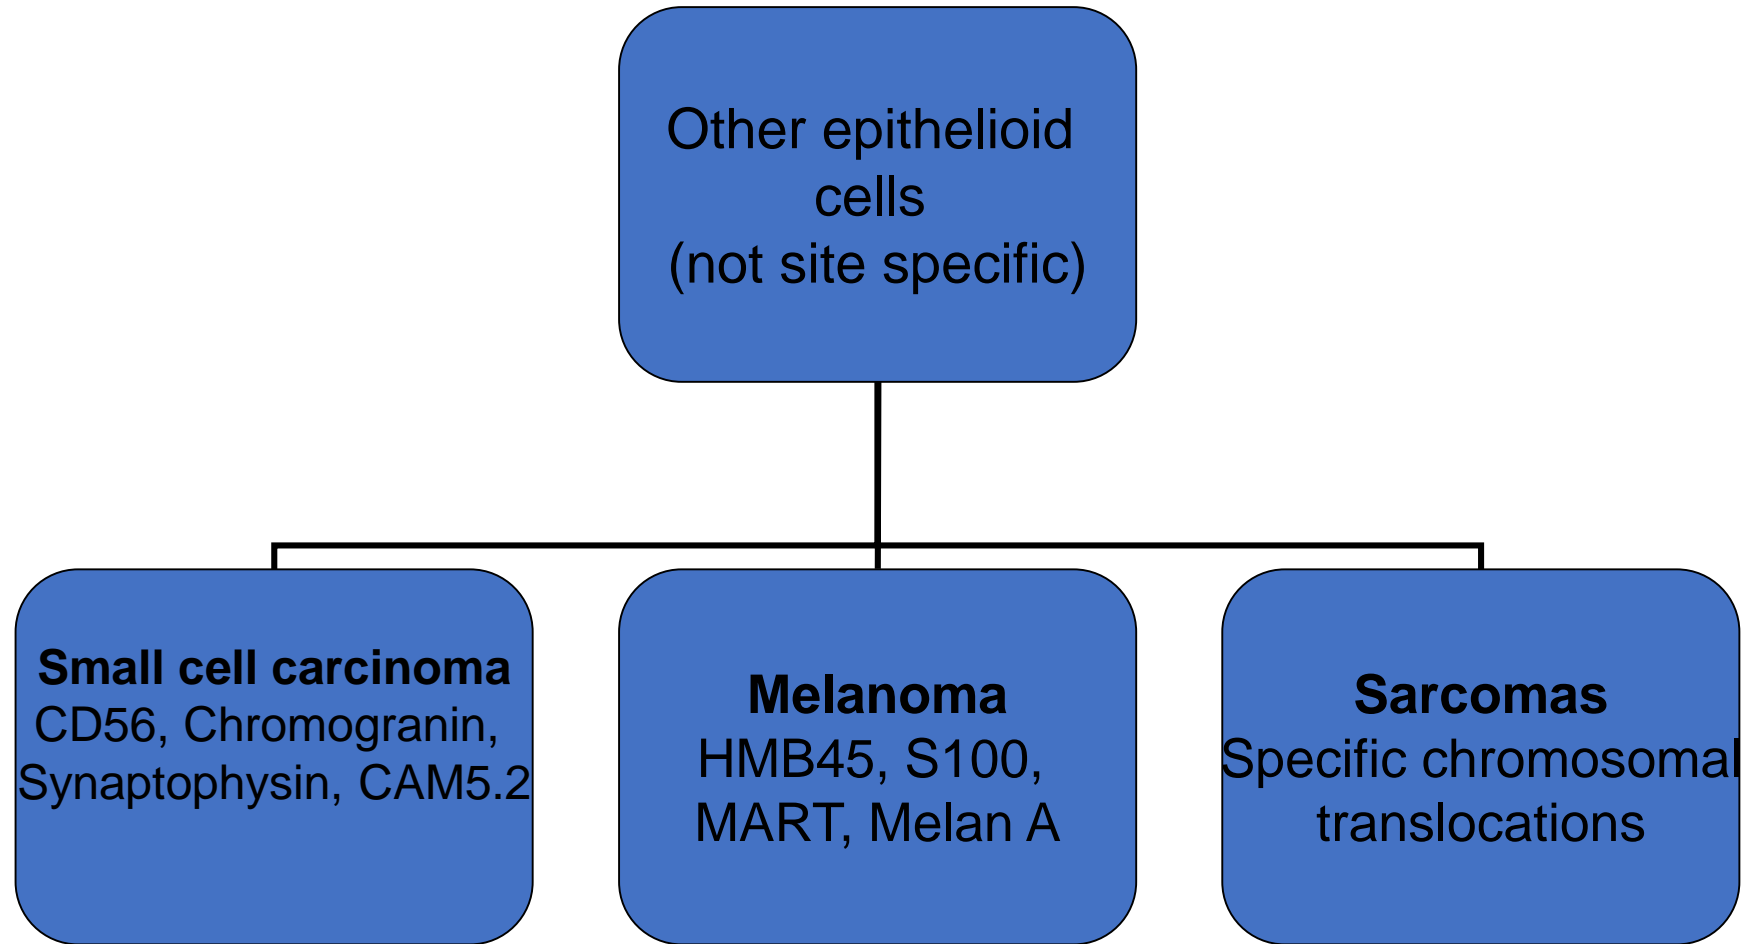 Other epithelioid
cells
(not site specific)
Small cell carcinoma
CD56, Chromogranin,
Synaptophysin, CAM5.2
Melanoma
HMB45, S100,
MART, Melan A
Sarcomas
Specific chromosomal
translocations